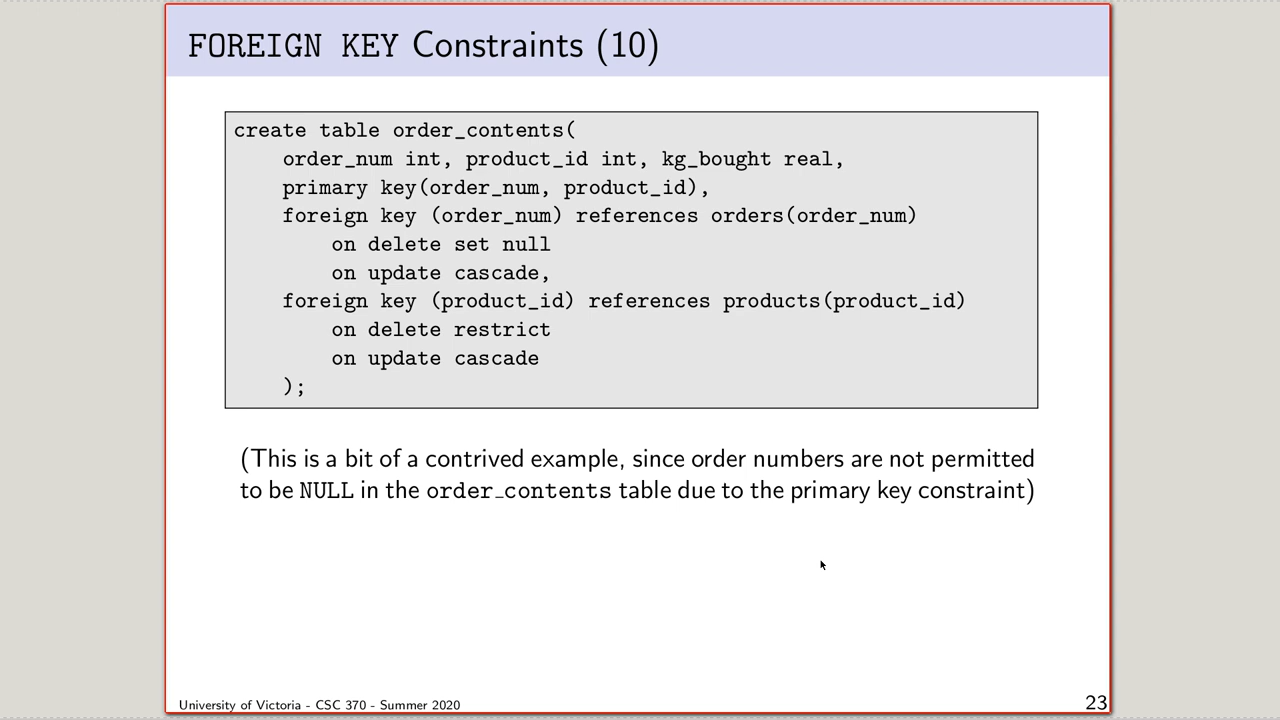 FOREIGN KEY Constraints (10)
create table order_contents(
order_num int, product_id int, kg_bought real,
primary key(order_num, product_id),
foreign key (order_num) references orders(order_num)
on delete set null
on update cascade,
foreign key (product_id) references products(product_id)
on delete restrict
on update cascade
);
(This is a bit of a contrived example, since order numbers are not permitted
to be NULL in the order_contents table due to the primary key constraint)
University of Victoria - CSC 370 - Summer 2020
23